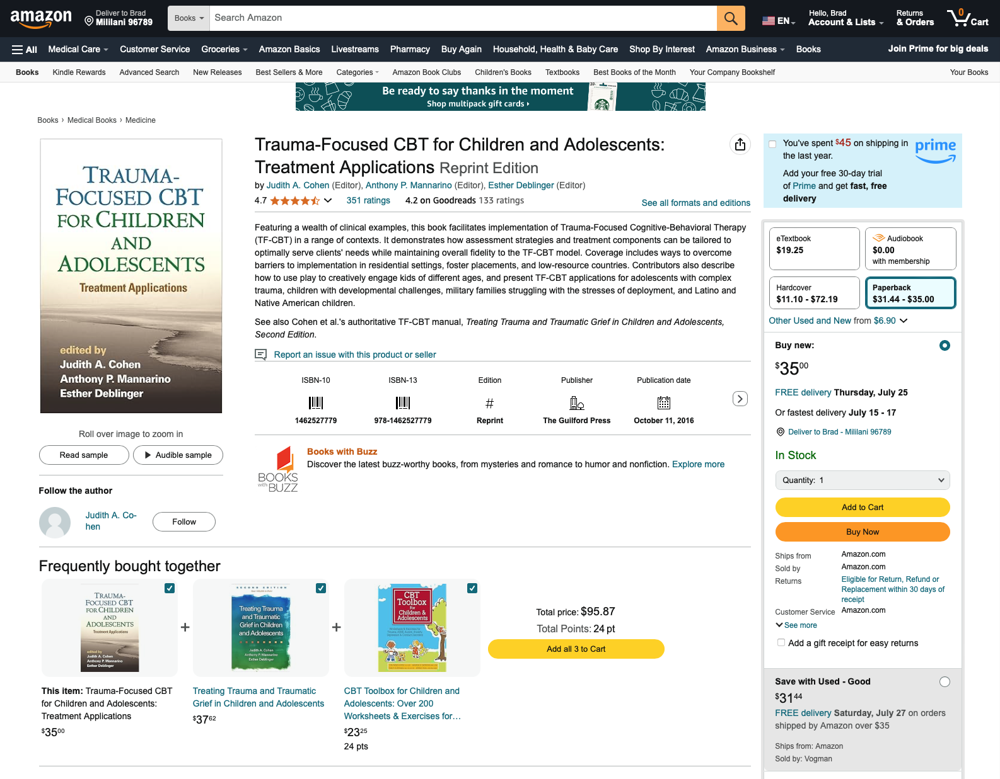 amazon
Deliver to Brad
Mililani 96789
Books
Search Amazon
EN
Hello, Brad
Account & Lists
Returns
& Orders
0
Cart
All
Medical Care
Customer Service
Groceries
Amazon Basics
Livestreams
Pharmacy
Buy Again
Household, Health & Baby Care
Shop By Interest
Amazon Business
Books
Join Prime for big deals
Books
Kindle Rewards
Advanced Search
New Releases
Best Sellers & More
Categories
Amazon Book Clubs
Children's Books
Textbooks
Best Books of the Month
Your Company Bookshelf
Your Books
Be ready to say thanks in the moment
Shop multipack gift cards ›
Books › Medical Books › Medicine
TRAUMA-
FOCUSED CBT
FOR CHILDREN
AND
ADOLESCENTS
Treatment Applications
edited by
Judith A. Cohen
Anthony P. Mannarino
Esther Deblinger
Roll over image to zoom in
Read sample
Audible sample
Follow the author
Judith A. Co-
hen
Follow
Trauma-Focused CBT for Children and Adolescents:
Treatment Applications Reprint Edition
by Judith A. Cohen (Editor), Anthony P. Mannarino (Editor), Esther Deblinger (Editor)
4.7
351 ratings
4.2 on Goodreads 133 ratings
See all formats and editions
Featuring a wealth of clinical examples, this book facilitates implementation of Trauma-Focused Cognitive-Behavioral Therapy
(TF-CBT) in a range of contexts. It demonstrates how assessment strategies and treatment components can be tailored to
optimally serve clients' needs while maintaining overall fidelity to the TF-CBT model. Coverage includes ways to overcome
barriers to implementation in residential settings, foster placements, and low-resource countries. Contributors also describe
how to use play to creatively engage kids of different ages, and present TF-CBT applications for adolescents with complex
trauma, children with developmental challenges, military families struggling with the stresses of deployment, and Latino and
Native American children.
See also Cohen et al.'s authoritative TF-CBT manual, Treating Trauma and Traumatic Grief in Children and Adolescents,
Second Edition.
Report an issue with this product or seller
ISBN-10
1462527779
ISBN-13
978-1462527779
Edition
#
Reprint
Publisher
The Guilford Press
Publication date
October 11, 2016
BOOKS
with BUZZ
Books with Buzz
Discover the latest buzz-worthy books, from mysteries and romance to humor and nonfiction. Explore more
You've spent $45 on shipping in
the last year.
prime
Add your free 30-day trial
of Prime and get fast, free
delivery
eTextbook
$19.25
Audiobook
$0.00
with membership
Hardcover
$11.10 - $72.19
Paperback
$31.44 - $35.00
Other Used and New from $6.90
Buy new:
$3500
FREE delivery Thursday, July 25
Or fastest delivery July 15 - 17
Deliver to Brad - Mililani 96789
In Stock
Quantity: 1
Add to Cart
Buy Now
Ships from
Amazon.com
Sold by
Amazon.com
Returns
Eligible for Return, Refund or
Replacement within 30 days of
receipt
Customer Service
Amazon.com
See more
Add a gift receipt for easy returns
Save with Used - Good
$3144
FREE delivery Saturday, July 27 on orders
shipped by Amazon over $35
Ships from: Amazon
Sold by: Vogman
Frequently bought together
TRAUMA-
FOCUSED CBT
FOR CHILDREN
AND
ADOLESCENTS
Treatment Applications
edited by
Judith A. Cohen
Anthony P. Mannarino
Esther Deblinger
+
SECOND EDITION
Treating Trauma
and Traumatic
Grief in Children
and Adolescents
Judith A. Cohen
Anthony P. Mannarino
Esther Deblinger
+
CBT
Toolbox
For
Children &
Adolescents
Total price: $95.87
Total Points: 24 pt
Add all 3 to Cart
This item: Trauma-Focused CBT
for Children and Adolescents:
Treatment Applications
$3500
Treating Trauma and Traumatic
Grief in Children and Adolescents
$3762
CBT Toolbox for Children and
Adolescents: Over 200
Worksheets & Exercises for…
$2325
24 pts